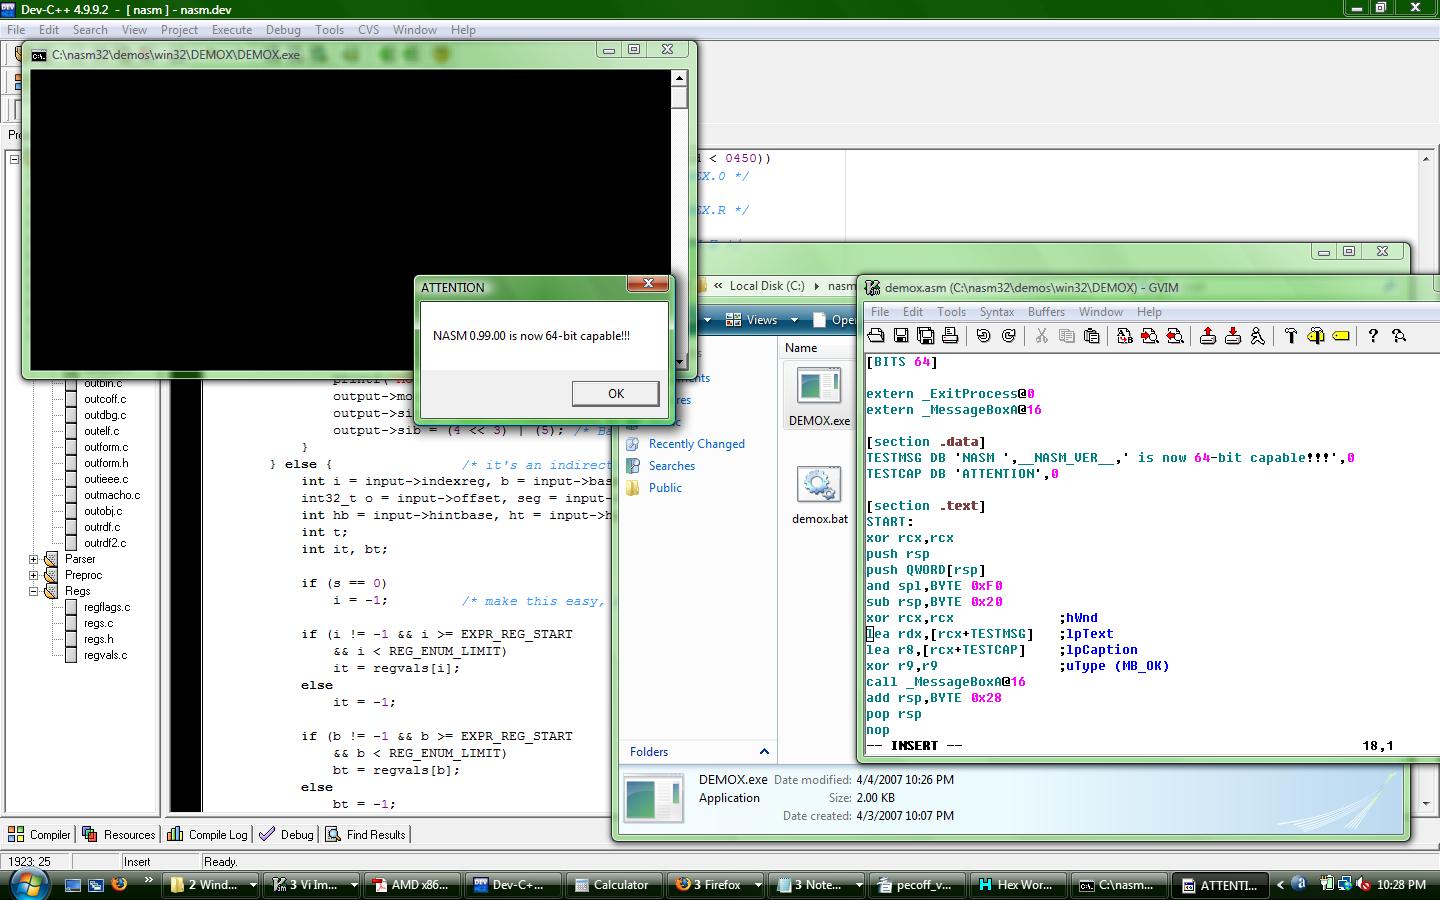 Dev-C++ 4.9.9.2 - [ nasm ] - nasm.dev
File Edit Search View Project Execute Debug Tools CVS Window Help
C:\nasm32\demos\win32\DEMOX\DEMOX.exe
< 0450))
EX.0 */
EX.R */
ATTENTION
NASM 0.99.00 is now 64-bit capable!!!
OK
outbin.c
outcoff.c
outdbg.c
outelf.c
outform.c
outform.h
outieee.c
outmacho.c
outobj.c
outrdf.c
outrdf2.c
Parser
Preproc
Regs
regflags.c
regs.c
regs.h
regvals.c
output->mo
output->si
output->sib = (4 << 3) | (5); /* Ba
}
} else { /* it's an indirect
int i = input->indexreg, b = input->bas
int32_t o = input->offset, seg = input-
int hb = input->hintbase, ht = input->h
int t;
int it, bt;
if (s == 0)
i = -1; /* make this easy,
if (i != -1 && i >= EXPR_REG_START
&& i < REG_ENUM_LIMIT)
it = regvals[i];
else
it = -1;
if (b != -1 && b >= EXPR_REG_START
&& b < REG_ENUM_LIMIT)
bt = regvals[b];
else
bt = -1;
« Local Disk (C:) nasm
Views Open
Name
Recently Changed
Searches
Public
Folders
DEMOX.exe
demox.bat
DEMOX.exe Date modified: 4/4/2007 10:26 PM
Application Size: 2.00 KB
Date created: 4/3/2007 10:07 PM
demox.asm (C:\nasm32\demos\win32\DEMOX) - GVIM
File Edit Tools Syntax Buffers Window Help
[BITS 64]
extern _ExitProcess@0
extern _MessageBoxA@16
[section .data]
TESTMSG DB 'NASM ',__NASM_VER__,' is now 64-bit capable!!!',0
TESTCAP DB 'ATTENTION',0
[section .text]
START:
xor rcx,rcx
push rsp
push QWORD[rsp]
and spl,BYTE 0xF0
sub rsp,BYTE 0x20
xor rcx,rcx ;hWnd
lea rdx,[rcx+TESTMSG] ;lpText
lea r8,[rcx+TESTCAP] ;lpCaption
xor r9,r9 ;uType (MB_OK)
call _MessageBoxA@16
add rsp,BYTE 0x28
pop rsp
nop
-- INSERT -- 18,1
Compiler Resources Compile Log Debug Find Results
1923: 25 Insert Ready.
2 Wind... 3 Vi Im... AMD x86... Dev-C+... Calculator 3 Firefox 3 Note... pecoff_v... Hex Wor... C:\nasm... ATTENTI... 10:28 PM